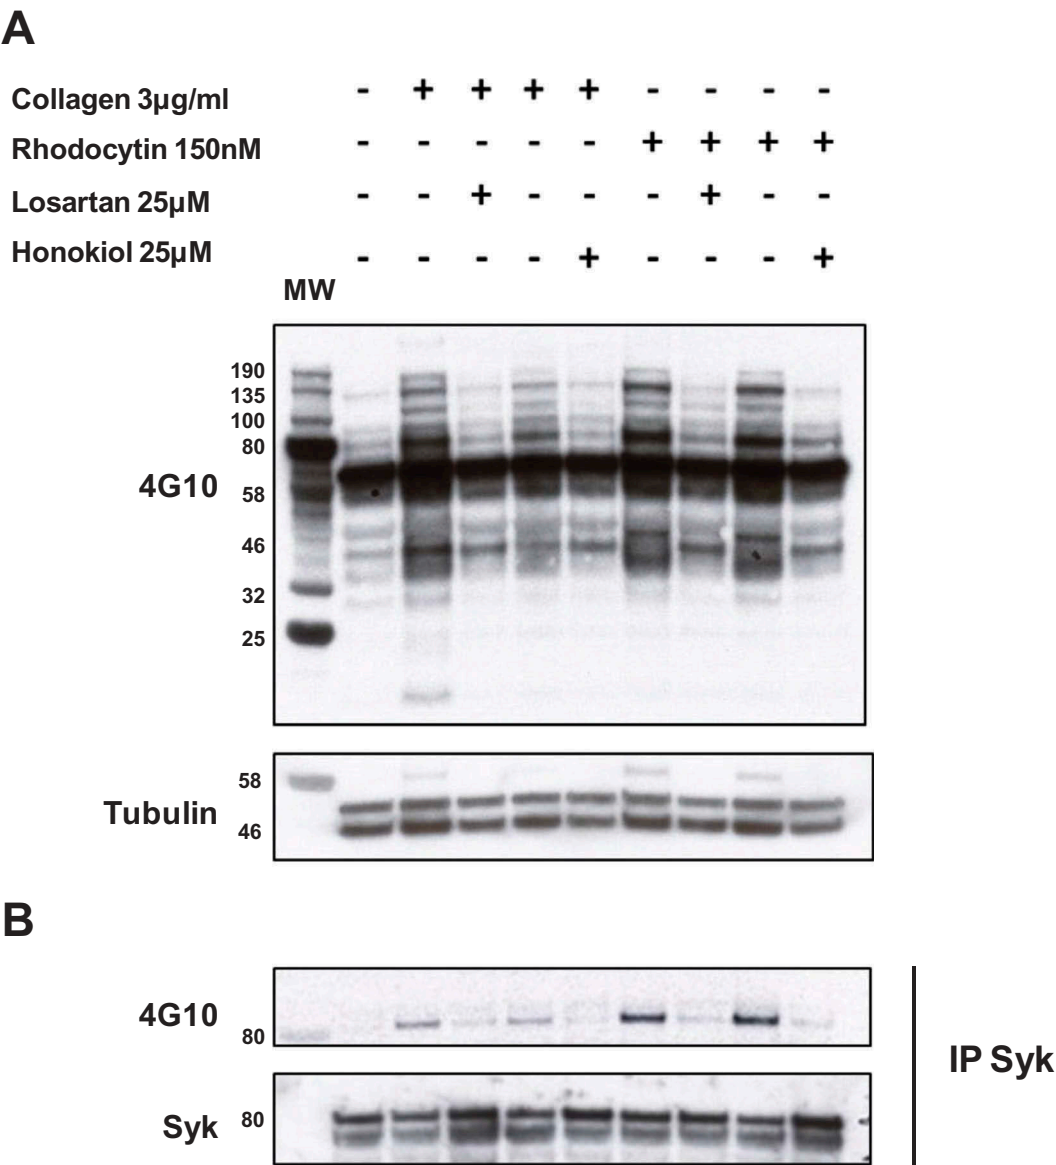 A
Collagen 3µg/ml - + + + + - - - -
Rhodocytin 150nM - - - - - + + + +
Losartan 25µM - - + - - - + - -
Honokiol 25µM - - - - + - - - +
MW
190
135
100
80
4G10
58
46
32
25
58
Tubulin
46
B
4G10
80
IP Syk
Syk 80